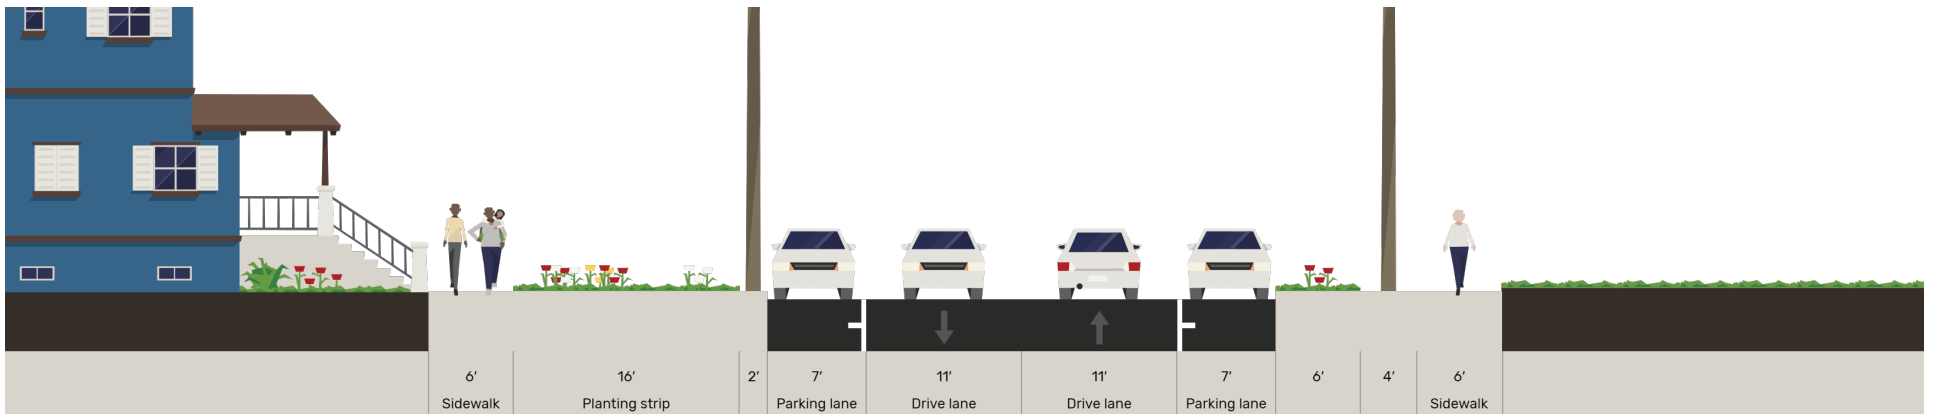 6′ 16′ 2′ 7′ 11′ 11′ 7′ 6′ 4′ 6′
Sidewalk Planting strip Parking lane Drive lane Drive lane Parking lane Sidewalk